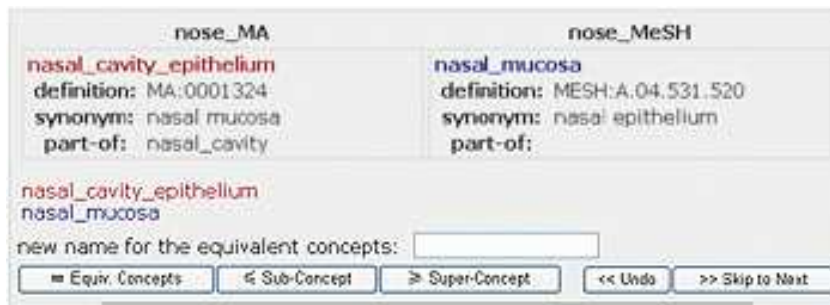 nose_MA nose_MeSH
nasal_cavity_epithelium nasal_mucosa
definition: MA:0001324 definition: MESH:A.04.531.520
synonym: nasal mucosa synonym: nasal epithelium
part-of: nasal_cavity part-of:
nasal_cavity_epithelium
nasal_mucosa
new name for the equivalent concepts:
= Equiv. Concepts ≤ Sub-Concept ≥ Super-Concept << Undo >> Skip to Next